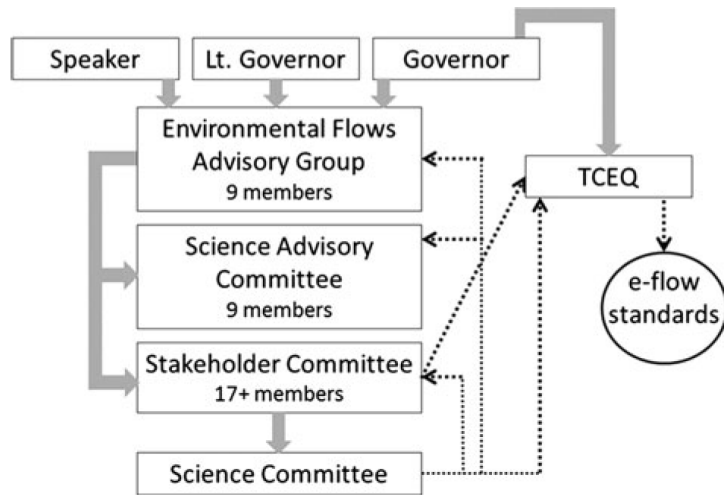 Speaker
Lt. Governor
Governor
Environmental Flows
Advisory Group
9 members
TCEQ
Science Advisory
Committee
9 members
e-flow
standards
Stakeholder Committee
17+ members
Science Committee